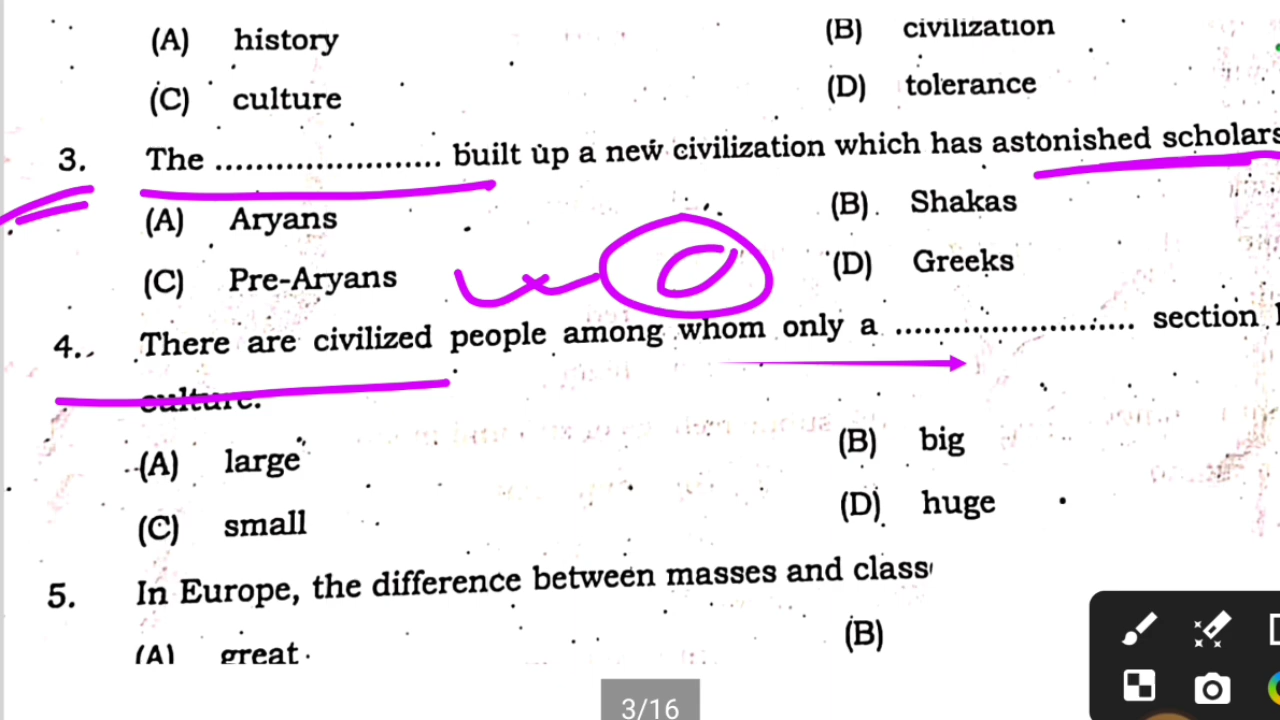 (A) history (B) civilization
(C) culture (D) tolerance
3. The ...................... built up a new civilization which has astonished scholars
(A) Aryans (B) Shakas
(C) Pre-Aryans (D) Greeks
4. There are civilized people among whom only a ........................ section
culture.
(A) large (B) big
(C) small (D) huge
5. In Europe, the difference between masses and class
(A) great (B)
3/16